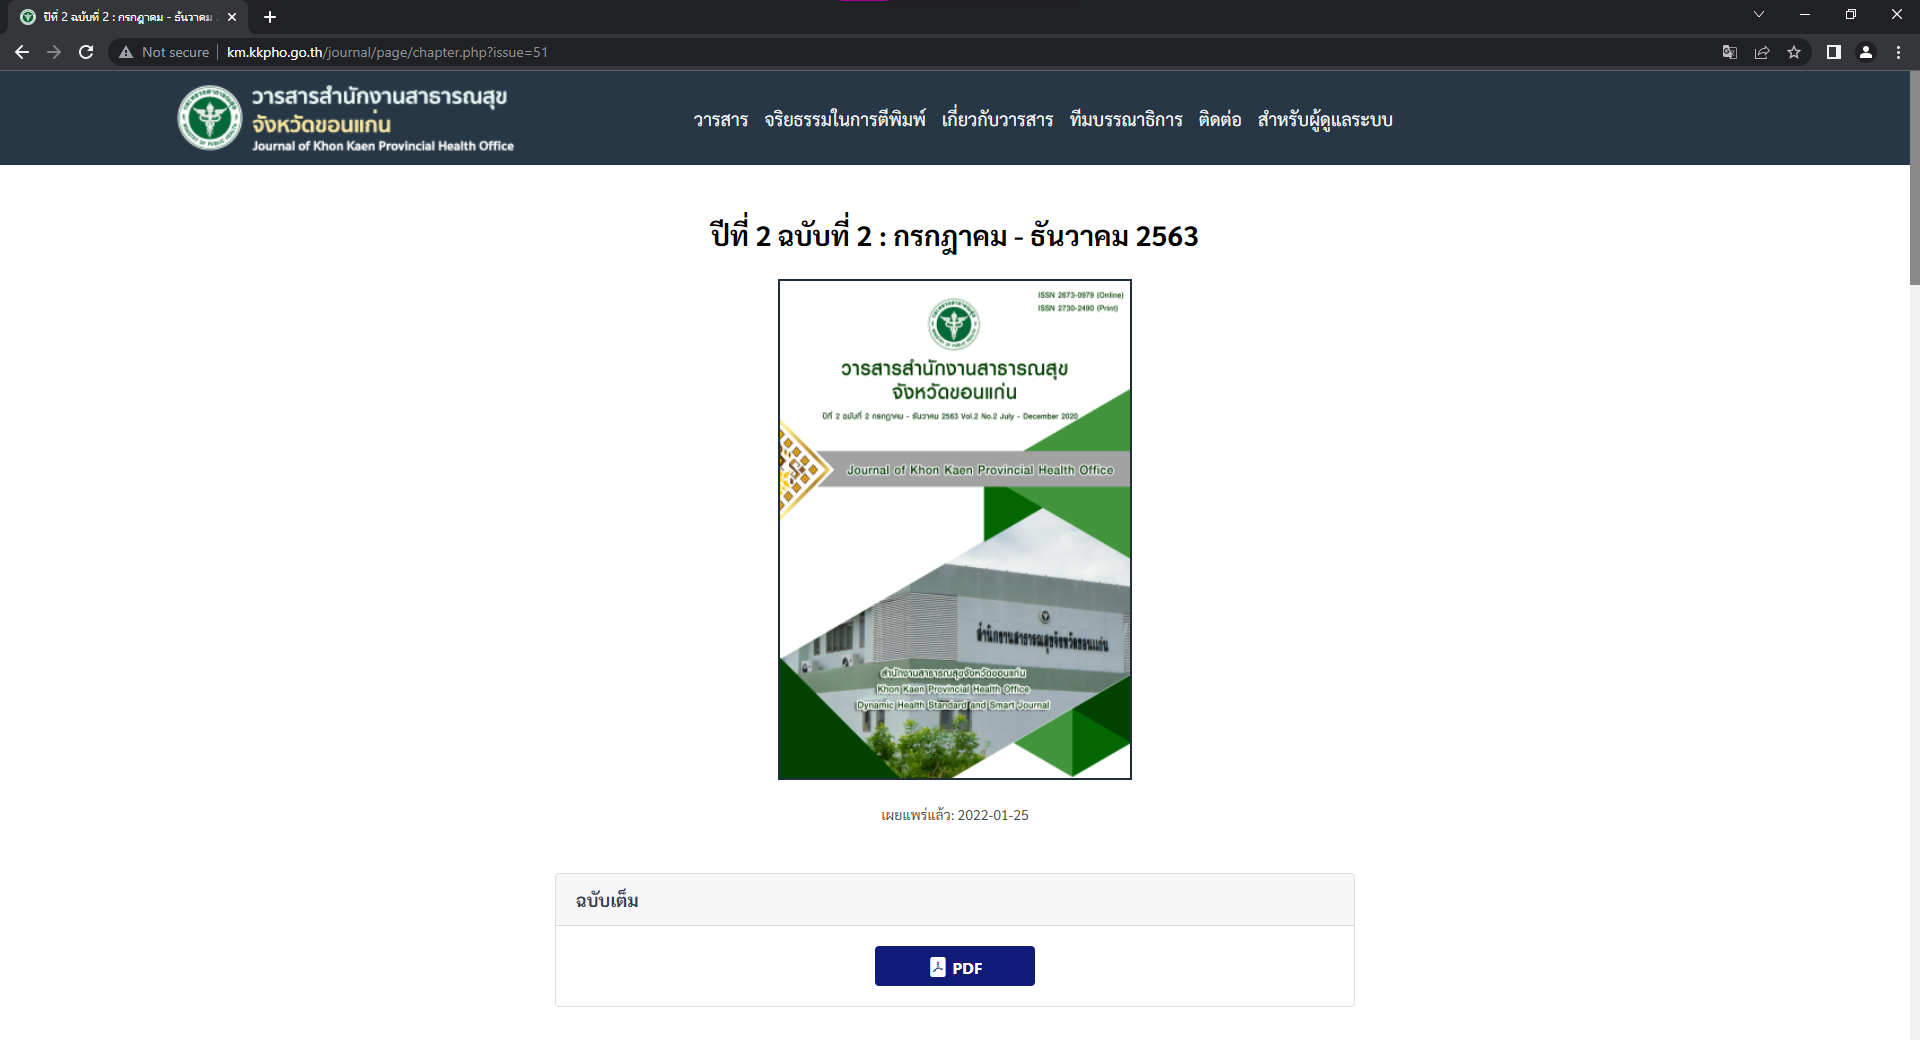 ปีที่ 2 ฉบับที่ 2 : กรกฎาคม - ธันวาคม 2
Not secure
km.kkpho.go.th/journal/page/chapter.php?issue=51
วารสารสำนักงานสาธารณสุข
จังหวัดขอนแก่น
Journal of Khon Kaen Provincial Health Office
วารสาร จริยธรรมในการตีพิมพ์ เกี่ยวกับวารสาร ทีมบรรณาธิการ ติดต่อ สำหรับผู้ดูแลระบบ
ปีที่ 2 ฉบับที่ 2 : กรกฎาคม - ธันวาคม 2563
ISSN 2673-0979 (Online)
ISSN 2730-2490 (Print)
วารสารสำนักงานสาธารณสุข
จังหวัดขอนแก่น
ปีที่ 2 ฉบับที่ 2 กรกฎาคม - ธันวาคม 2563 Vol.2 No.2 July - December 2020
Journal of Khon Kaen Provincial Health Office
สำนักงานสาธารณสุขจังหวัดขอนแก่น
สำนักงานสาธารณสุขจังหวัดขอนแก่น
Khon Kaen Provincial Health Office
Dynamic Health Standard and Smart Journal
เผยแพร่แล้ว: 2022-01-25
ฉบับเต็ม
PDF